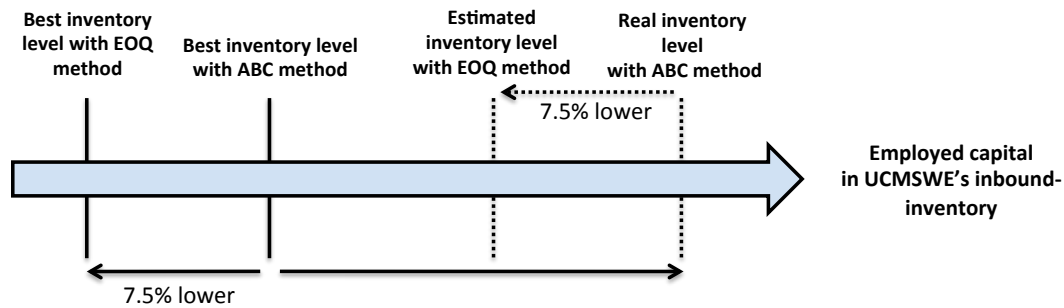 Best inventory
level with EOQ
method
Best inventory level
with ABC method
Estimated
inventory level
with EOQ method
Real inventory
level
with ABC method
7.5% lower
Employed capital
in UCMSWE's inbound-
inventory
7.5% lower